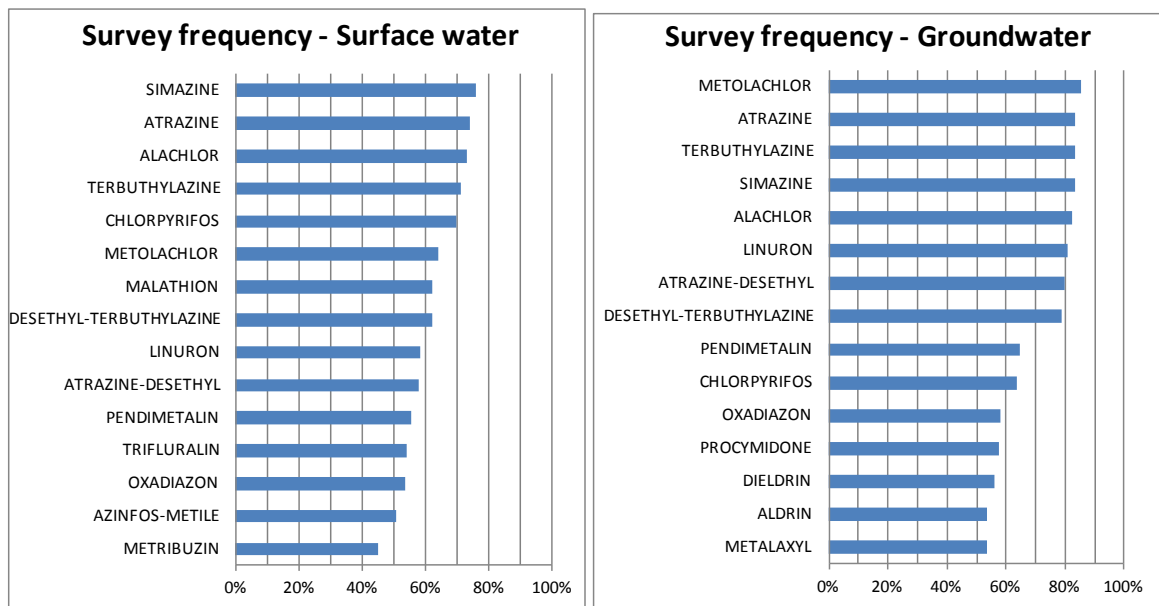 Survey frequency - Surface water
SIMAZINE
ATRAZINE
ALACHLOR
TERBUTHYLAZINE
CHLORPYRIFOS
METOLACHLOR
MALATHION
DESETHYL-TERBUTHYLAZINE
LINURON
ATRAZINE-DESETHYL
PENDIMETALIN
TRIFLURALIN
OXADIAZON
AZINFOS-METILE
METRIBUZIN
0% 20% 40% 60% 80% 100%
Survey frequency - Groundwater
METOLACHLOR
ATRAZINE
TERBUTHYLAZINE
SIMAZINE
ALACHLOR
LINURON
ATRAZINE-DESETHYL
DESETHYL-TERBUTHYLAZINE
PENDIMETALIN
CHLORPYRIFOS
OXADIAZON
PROCYMIDONE
DIELDRIN
ALDRIN
METALAXYL
0% 20% 40% 60% 80% 100%